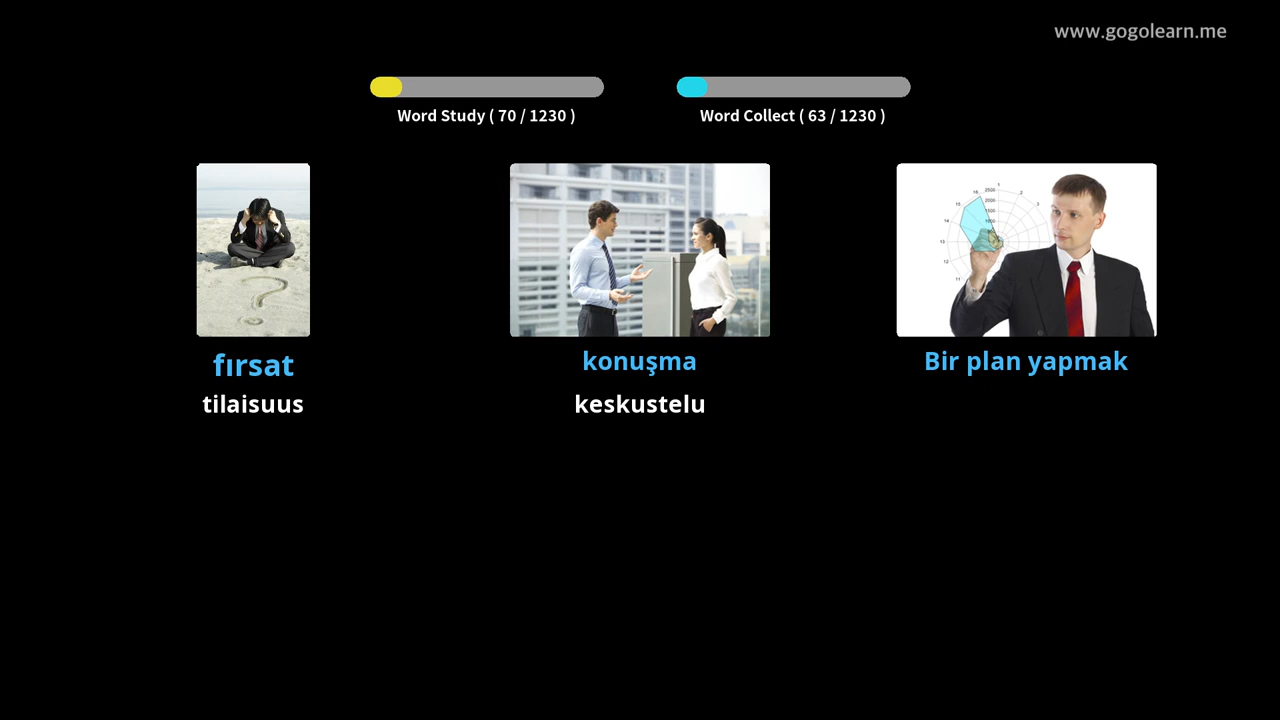 www.gogolearn.me
Word Study ( 70 / 1230 )
Word Collect ( 63 / 1230 )
fırsat
tilaisuus
konuşma
keskustelu
Bir plan yapmak